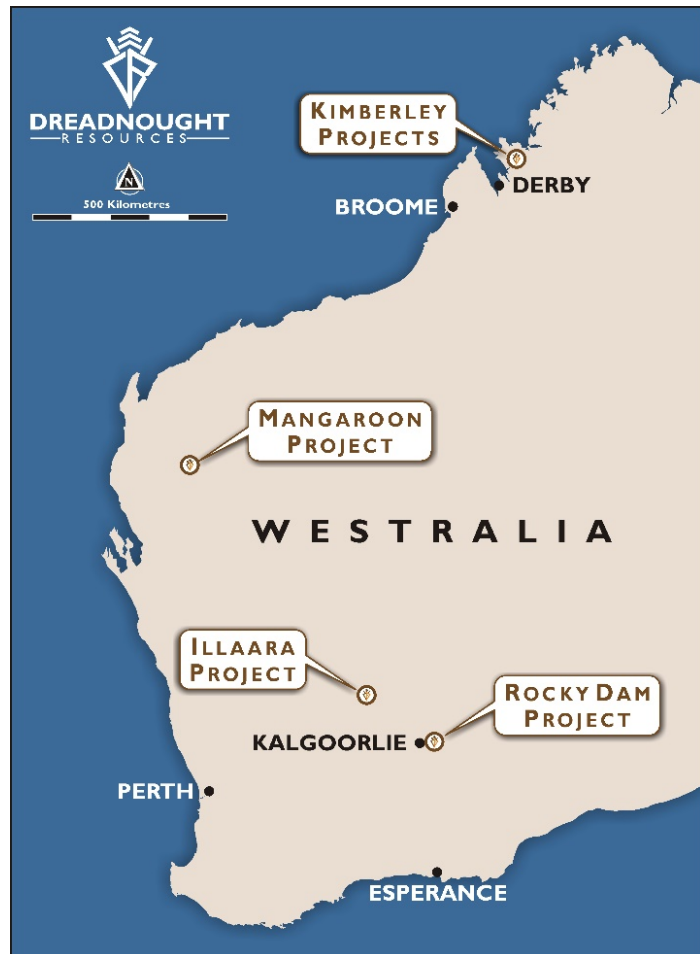 DREADNOUGHT
RESOURCES
N
500 Kilometres
KIMBERLEY
PROJECTS
DERBY
BROOME
MANGAROON
PROJECT
WESTRALIA
ILLAARA
PROJECT
ROCKY DAM
PROJECT
KALGOORLIE
PERTH
ESPERANCE